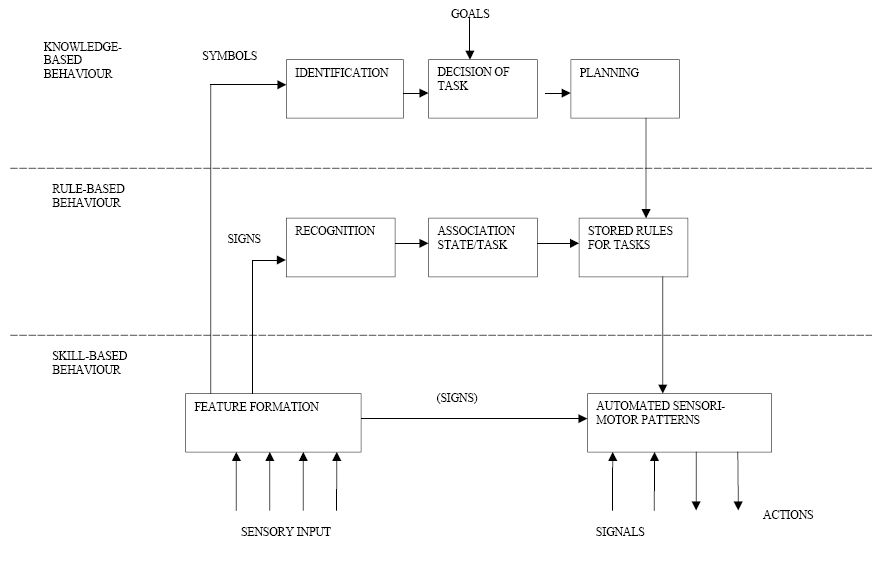 GOALS
KNOWLEDGE-
BASED
BEHAVIOUR
SYMBOLS
IDENTIFICATION
DECISION OF
TASK
PLANNING
RULE-BASED
BEHAVIOUR
SIGNS
RECOGNITION
ASSOCIATION
STATE/TASK
STORED RULES
FOR TASKS
SKILL-BASED
BEHAVIOUR
FEATURE FORMATION
(SIGNS)
AUTOMATED SENSORI-
MOTOR PATTERNS
SENSORY INPUT
SIGNALS
ACTIONS